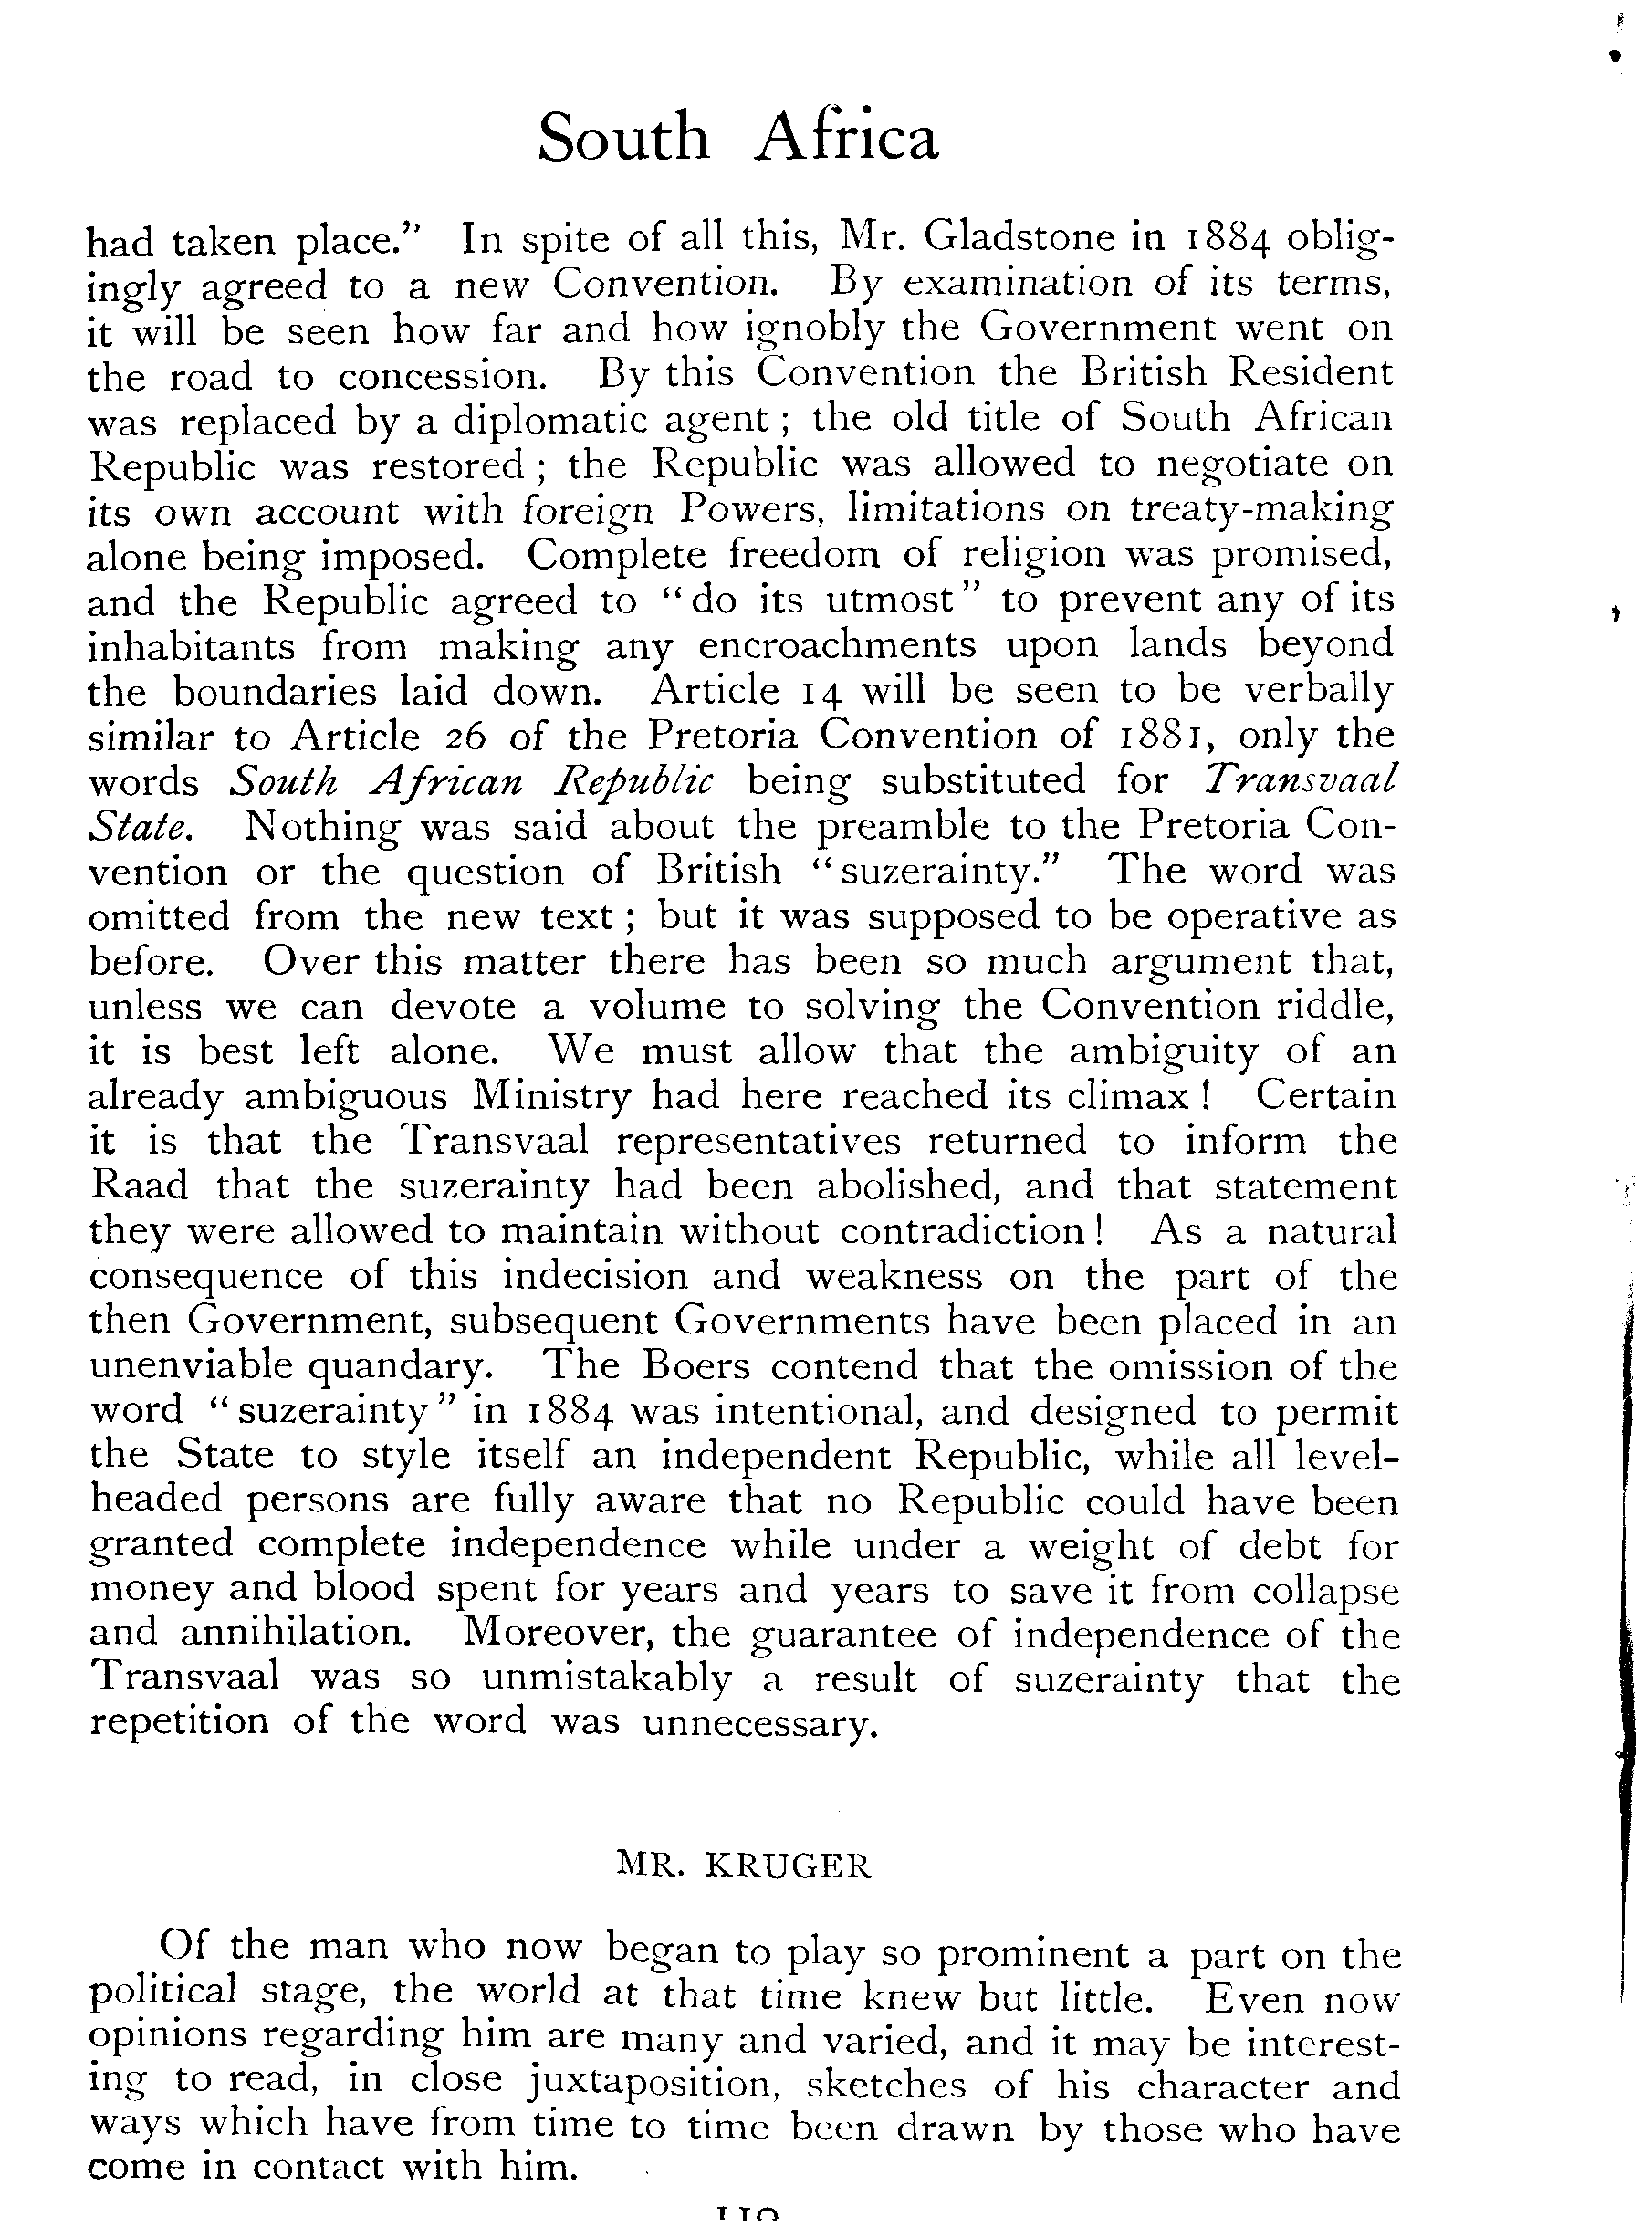 South Africa
had taken place.” In spite of all this, Mr. Gladstone in 1884 oblig-
ingly agreed to a new Convention. By examination of its terms,
it will be seen how far and how ignobly the Government went on
the road to concession. By this Convention the British Resident
was replaced by a diplomatic agent ; the old title of South African
Republic was restored ; the Republic was allowed to negotiate on
its own account with foreign Powers, limitations on treaty-making
alone being imposed. Complete freedom of religion was promised,
and the Republic agreed to “ do its utmost ” to prevent any of its
inhabitants from making any encroachments upon lands beyond
the boundaries laid down. Article 14 will be seen to be verbally
similar to Article 26 of the Pretoria Convention of 1881, only the
words South African Republic being substituted for Transvaal
State. Nothing was said about the preamble to the Pretoria Con-
vention or the question of British “ suzerainty.” The word was
omitted from the new text ; but it was supposed to be operative as
before. Over this matter there has been so much argument that,
unless we can devote a volume to solving the Convention riddle,
it is best left alone. We must allow that the ambiguity of an
already ambiguous Ministry had here reached its climax ! Certain
it is that the Transvaal representatives returned to inform the
Raad that the suzerainty had been abolished, and that statement
they were allowed to maintain without contradiction ! As a natural
consequence of this indecision and weakness on the part of the
then Government, subsequent Governments have been placed in an
unenviable quandary. The Boers contend that the omission of the
word “ suzerainty ” in 1884 was intentional, and designed to permit
the State to style itself an independent Republic, while all level-
headed persons are fully aware that no Republic could have been
granted complete independence while under a weight of debt for
money and blood spent for years and years to save it from collapse
and annihilation. Moreover, the guarantee of independence of the
Transvaal was so unmistakably a result of suzerainty that the
repetition of the word was unnecessary.
MR. KRUGER
Of the man who now began to play so prominent a part on the
political stage, the world at that time knew but little. Even now
opinions regarding him are many and varied, and it may be interest-
ing to read, in close juxtaposition, sketches of his character and
ways which have from time to time been drawn by those who have
come in contact with him.